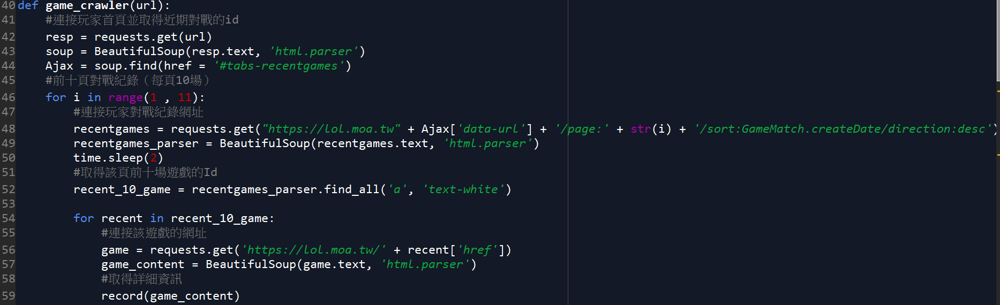 40 def game_crawler(url):
41     #連接玩家首頁並取得近期對戰的id
42     resp = requests.get(url)
43     soup = BeautifulSoup(resp.text, 'html.parser')
44     Ajax = soup.find(href = '#tabs-recentgames')
45     #前十頁對戰紀錄（每頁10場）
46     for i in range(1 , 11):
47         #連接玩家對戰紀錄網址
48         recentgames = requests.get("https://lol.moa.tw" + Ajax['data-url'] + '/page:' + str(i) + '/sort:GameMatch.createDate/direction:desc')
49         recentgames_parser = BeautifulSoup(recentgames.text, 'html.parser')
50         time.sleep(2)
51         #取得該頁前十場遊戲的Id
52         recent_10_game = recentgames_parser.find_all('a', 'text-white')
53
54         for recent in recent_10_game:
55             #連接該遊戲的網址
56             game = requests.get('https://lol.moa.tw/' + recent['href'])
57             game_content = BeautifulSoup(game.text, 'html.parser')
58             #取得詳細資訊
59             record(game_content)